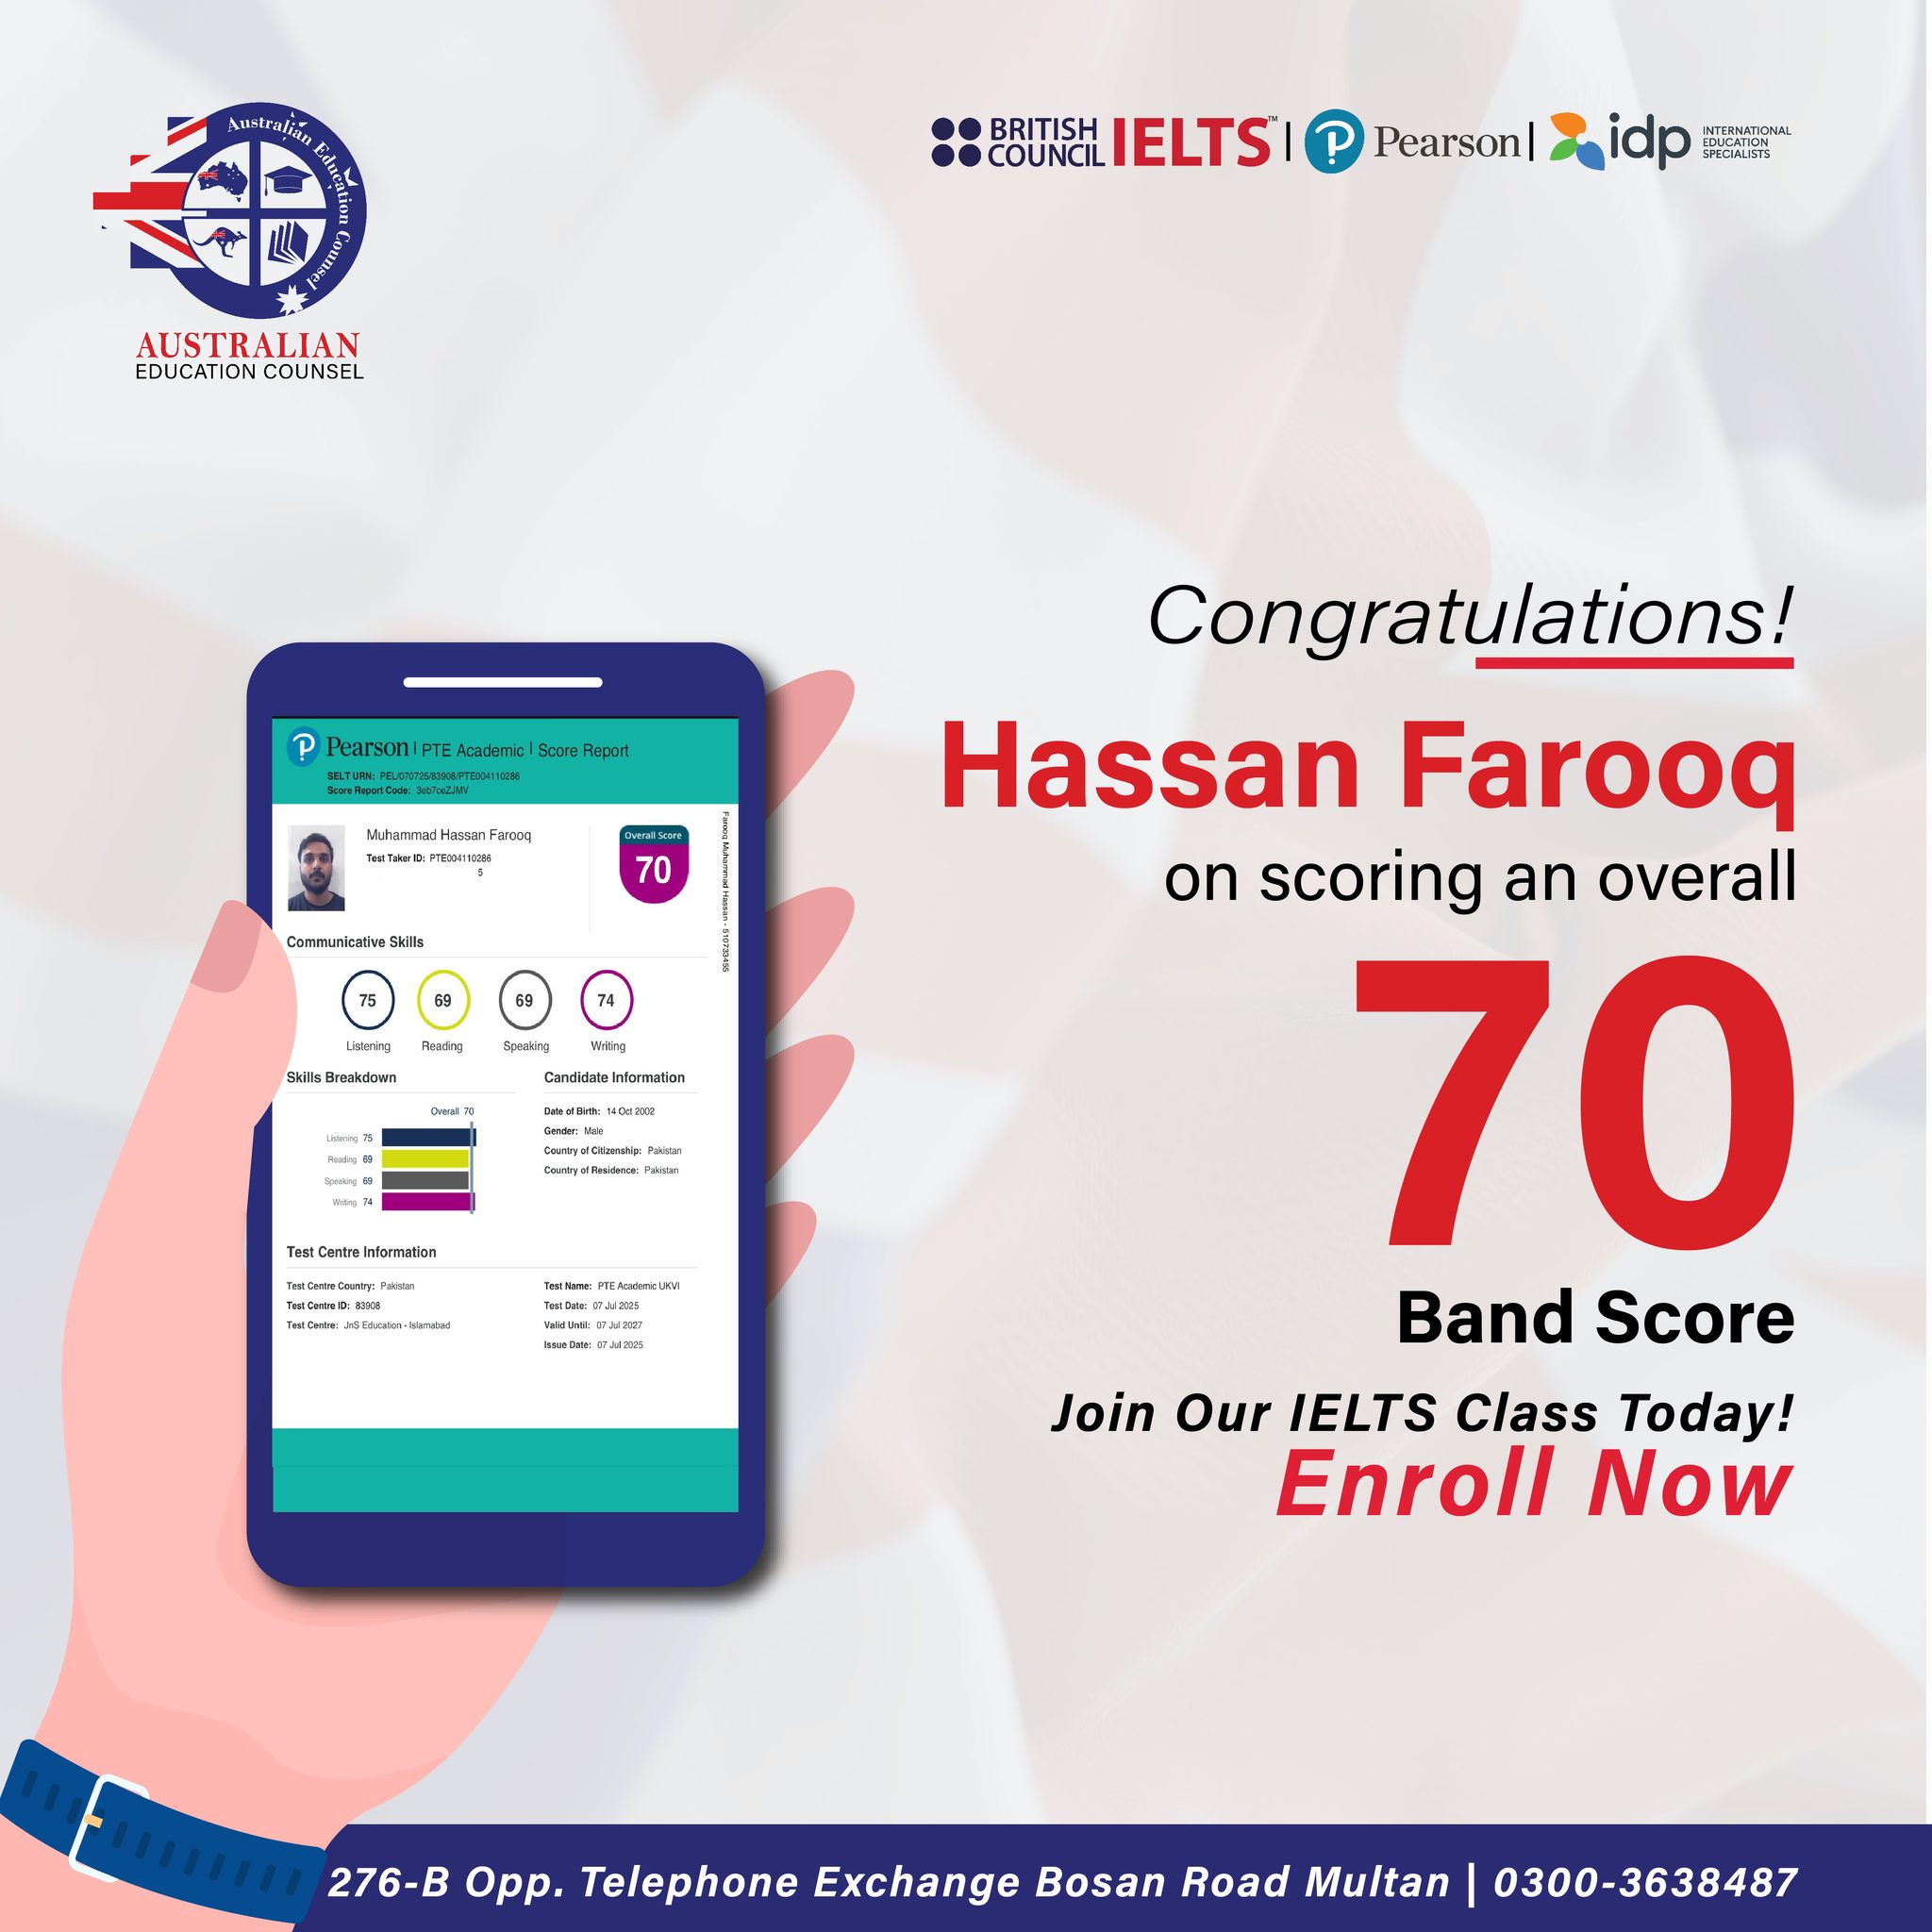 Australian Education Counsel
AUSTRALIAN
EDUCATION COUNSEL
BRITISH COUNCIL IELTS™ | Pearson | idp INTERNATIONAL EDUCATION SPECIALISTS
Congratulations!
Hassan Farooq
on scoring an overall
70
Band Score
Join Our IELTS Class Today!
Enroll Now
Pearson | PTE Academic | Score Report
SELT URN: PEL/070725/83908/PTE004110286
Score Report Code: 3eb7ceZJMV
Muhammad Hassan Farooq
Test Taker ID: PTE004110286
5
Overall Score
70
Farooq Muhammad Hassan - 510733455
Communicative Skills
75 69 69 74
Listening Reading Speaking Writing
Skills Breakdown
Overall 70
Listening 75
Reading 69
Speaking 69
Writing 74
Candidate Information
Date of Birth: 14 Oct 2002
Gender: Male
Country of Citizenship: Pakistan
Country of Residence: Pakistan
Test Centre Information
Test Centre Country: Pakistan
Test Centre ID: 83908
Test Centre: JnS Education - Islamabad
Test Name: PTE Academic UKVI
Test Date: 07 Jul 2025
Valid Until: 07 Jul 2027
Issue Date: 07 Jul 2025
276-B Opp. Telephone Exchange Bosan Road Multan | 0300-3638487